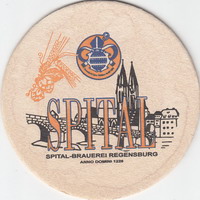 SPITAL
SPITAL-BRAUEREI REGENSBURG
ANNO DOMINI 1226